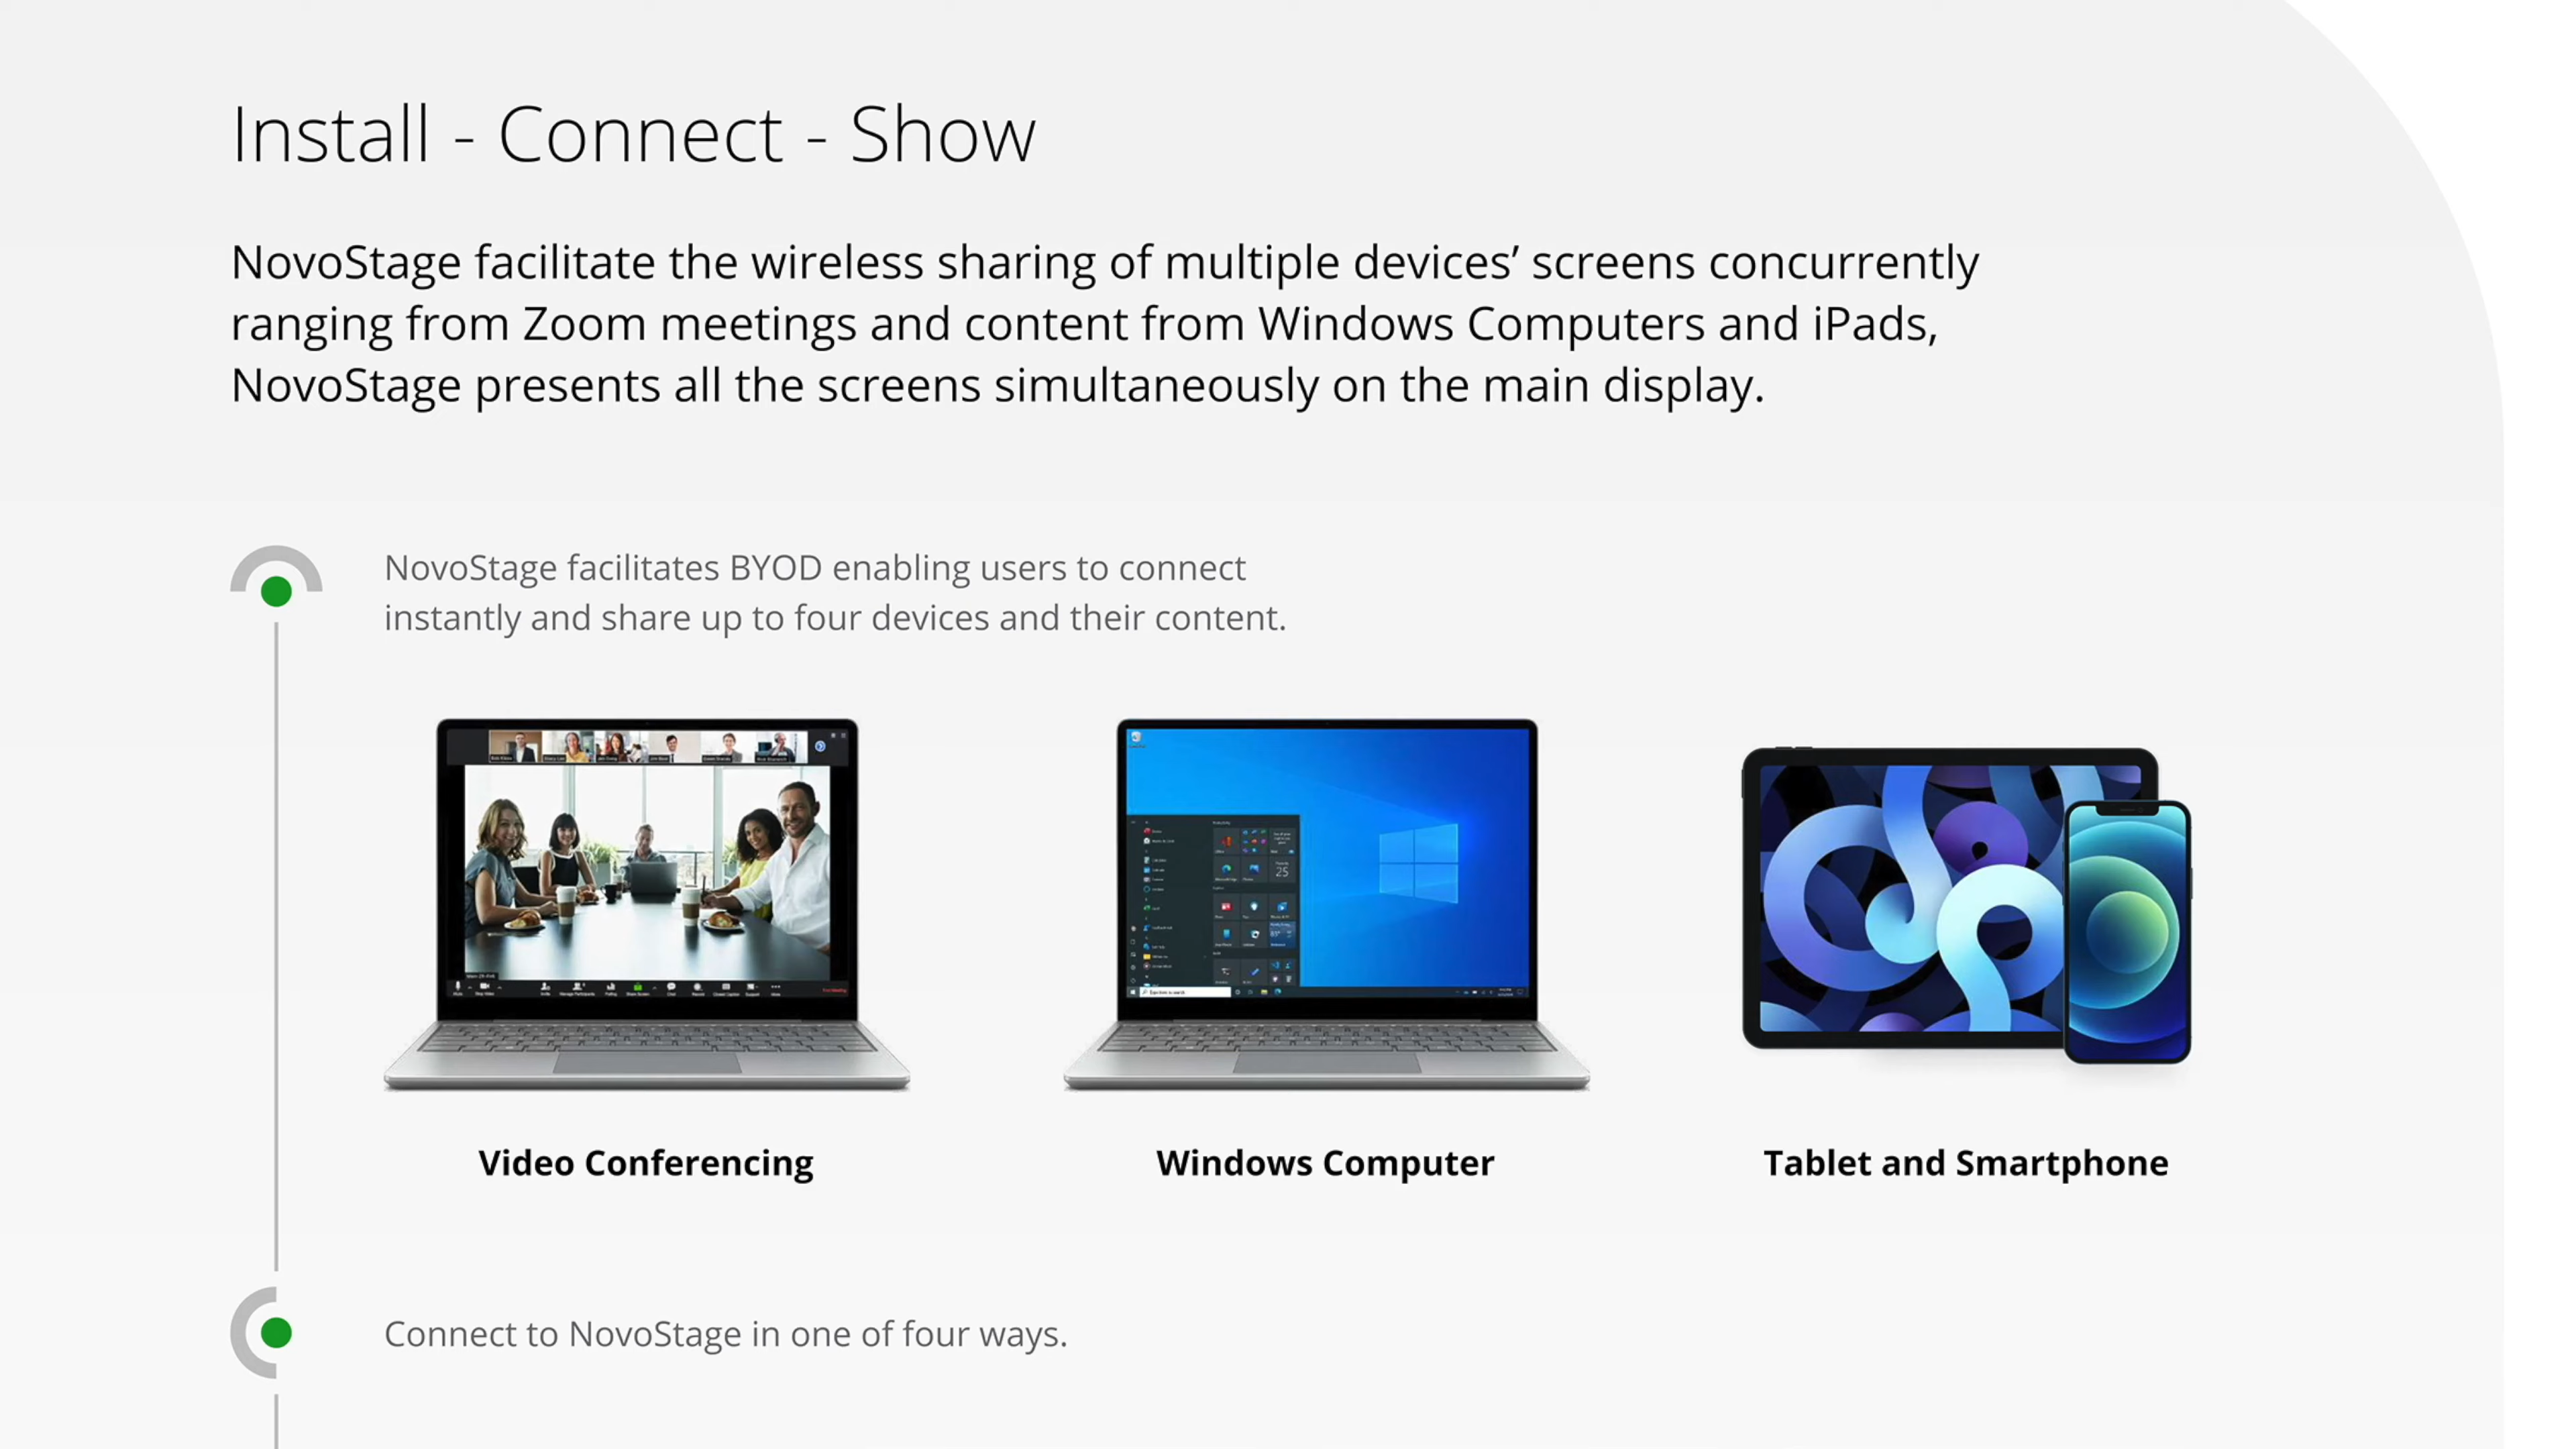 Install - Connect - Show
NovoStage facilitate the wireless sharing of multiple devices’ screens concurrently
ranging from Zoom meetings and content from Windows Computers and iPads,
NovoStage presents all the screens simultaneously on the main display.
NovoStage facilitates BYOD enabling users to connect
instantly and share up to four devices and their content.
25
Video Conferencing
Windows Computer
Tablet and Smartphone
Connect to NovoStage in one of four ways.